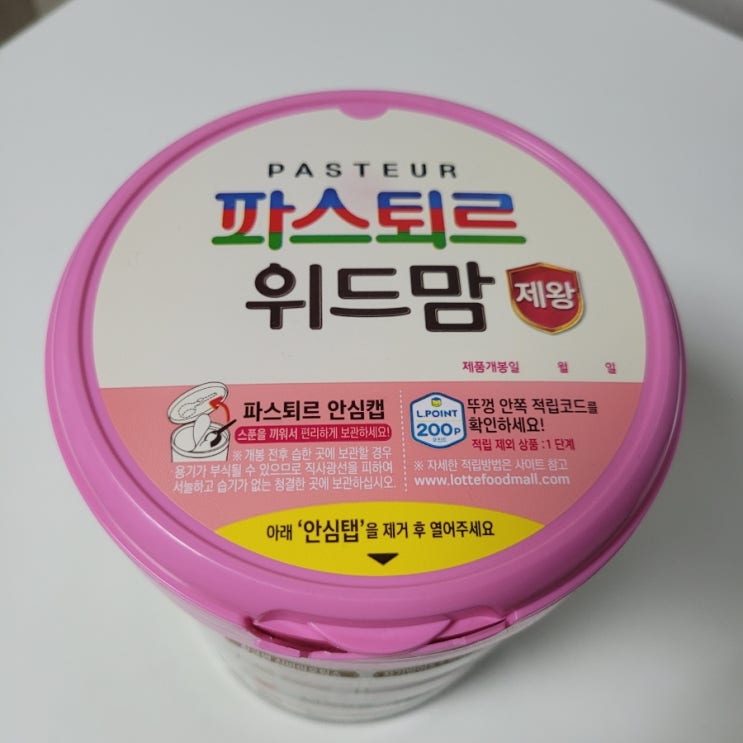 PASTEUR
파스퇴르
위드맘 제왕
제품개봉일 월 일
파스퇴르 안심캡
스푼을 끼워서 편리하게 보관하세요!
※ 개봉 전후 습한 곳에 보관할 경우
용기가 부식될 수 있으므로 직사광선을 피하여
서늘하고 습기가 없는 청결한 곳에 보관하십시오.
L.POINT
200P
뚜껑 안쪽 적립코드를
확인하세요!
적립 제외 상품 : 1 단계
※ 자세한 적립방법은 사이트 참고
www.lottefoodmall.com
아래 '안심탭'을 제거 후 열어주세요